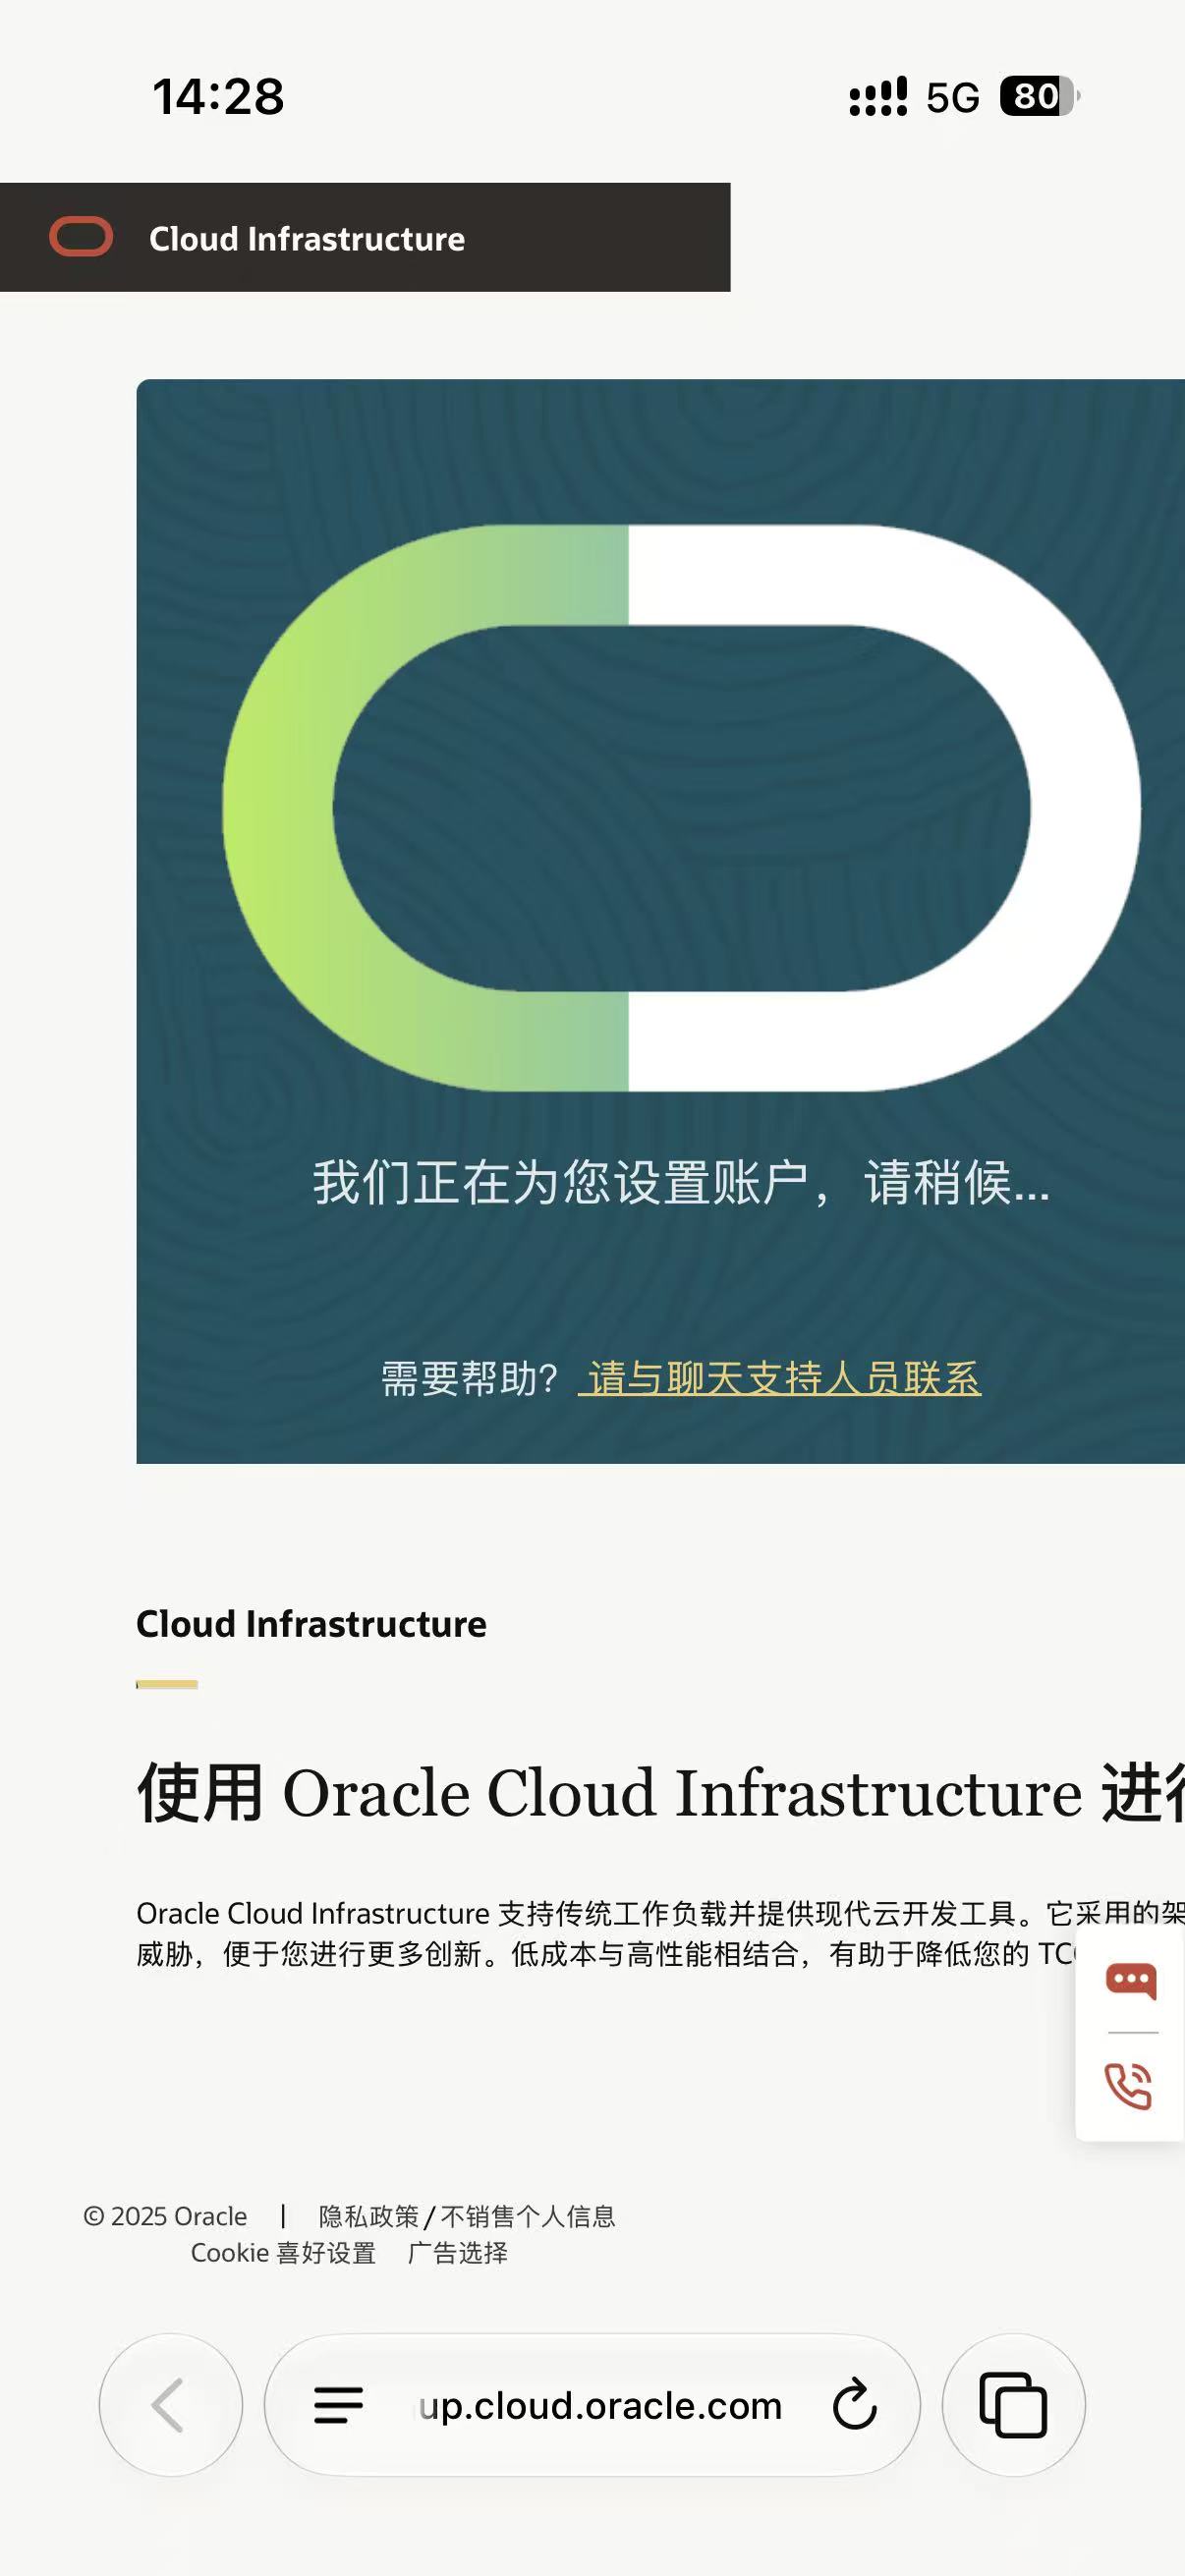 14:28
5G
80
Cloud Infrastructure
我们正在为您设置账户，请稍候...
需要帮助？ 请与聊天支持人员联系
Cloud Infrastructure
使用 Oracle Cloud Infrastructure 进
Oracle Cloud Infrastructure 支持传统工作负载并提供现代云开发工具。它采用的架
威胁，便于您进行更多创新。低成本与高性能相结合，有助于降低您的 TC
© 2025 Oracle | 隐私政策/不销售个人信息
Cookie 喜好设置 广告选择
up.cloud.oracle.com